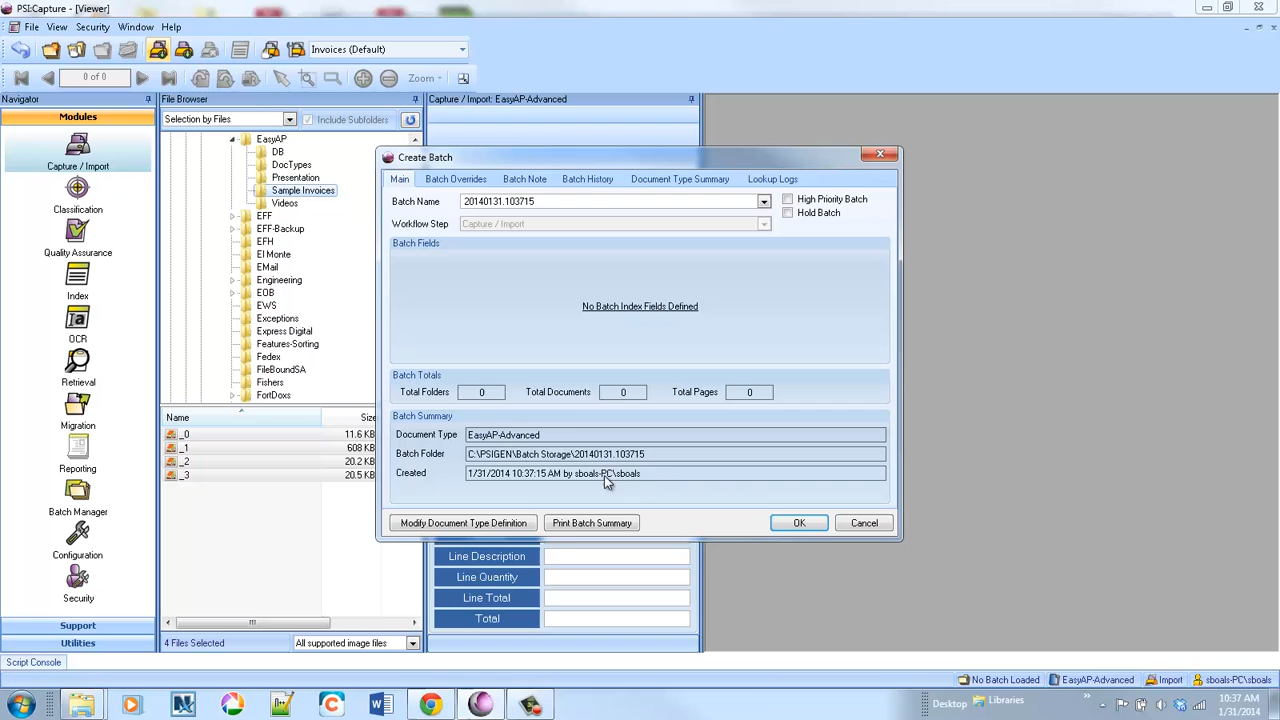 PSI:Capture - [Viewer]
File View Security Window Help
Invoices (Default)
0 of 0
Zoom
Navigator
Modules
Capture / Import
Classification
Quality Assurance
Index
OCR
Retrieval
Migration
Reporting
Batch Manager
Configuration
Security
Support
Utilities
Script Console
File Browser
Selection by Files
Include Subfolders
EasyAP
DB
DocTypes
Presentation
Sample Invoices
Videos
EFF
EFF-Backup
EFH
El Monte
EMail
Engineering
EOB
EWS
Exceptions
Express Digital
Features-Sorting
Fedex
FileBoundSA
Fishers
FortDoxs
Name Size
_0 11.6 KB
_1 608 KB
_2 20.2 KB
_3 20.5 KB
4 Files Selected
All supported image files
Capture / Import: EasyAP-Advanced
Create Batch
Main Batch Overrides Batch Note Batch History Document Type Summary Lookup Logs
Batch Name 20140131.103715
High Priority Batch
Workflow Step Capture / Import
Hold Batch
Batch Fields
No Batch Index Fields Defined
Batch Totals
Total Folders 0 Total Documents 0 Total Pages 0
Batch Summary
Document Type EasyAP-Advanced
Batch Folder C:\PSIGEN\Batch Storage\20140131.103715
Created 1/31/2014 10:37:15 AM by sboals-PC\sboals
Modify Document Type Definition Print Batch Summary OK Cancel
Line Description
Line Quantity
Line Total
Total
No Batch Loaded EasyAP-Advanced Import sboals-PC\sboals
Desktop Libraries
10:37 AM
1/31/2014